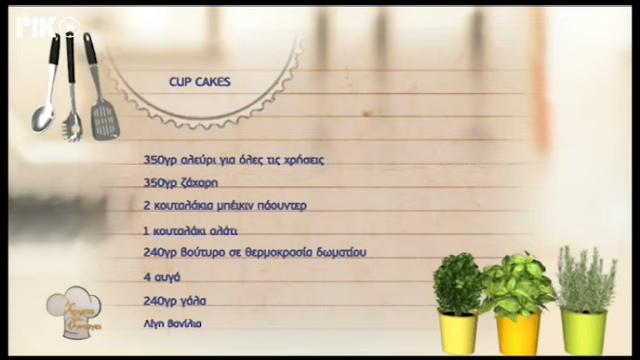 ΡΙΚ
CUP CAKES
350γρ αλεύρι για όλες τις χρήσεις
350γρ ζάχαρη
2 κουταλάκια μπέικιν πάουντερ
1 κουταλάκι αλάτι
240γρ βούτυρο σε θερμοκρασία δωματίου
4 αυγά
240γρ γάλα
Λίγη βανίλια